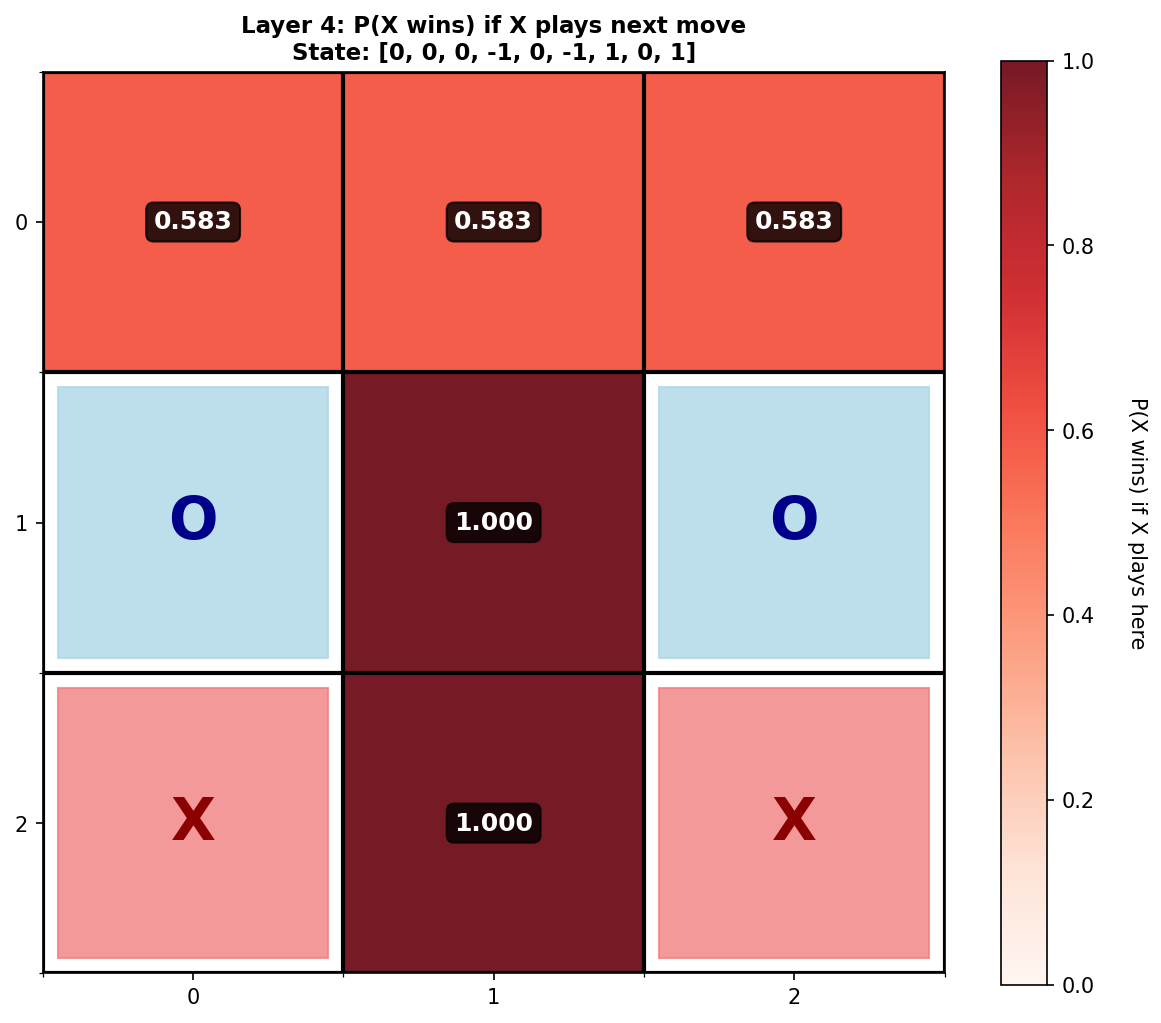 Layer 4: P(X wins) if X plays next move
State: [0, 0, 0, -1, 0, -1, 1, 0, 1]
0
0.583
0.583
0.583
1
O
1.000
O
2
X
1.000
X
0
1
2
1.0
0.8
0.6
0.4
0.2
0.0
P(X wins) if X plays here